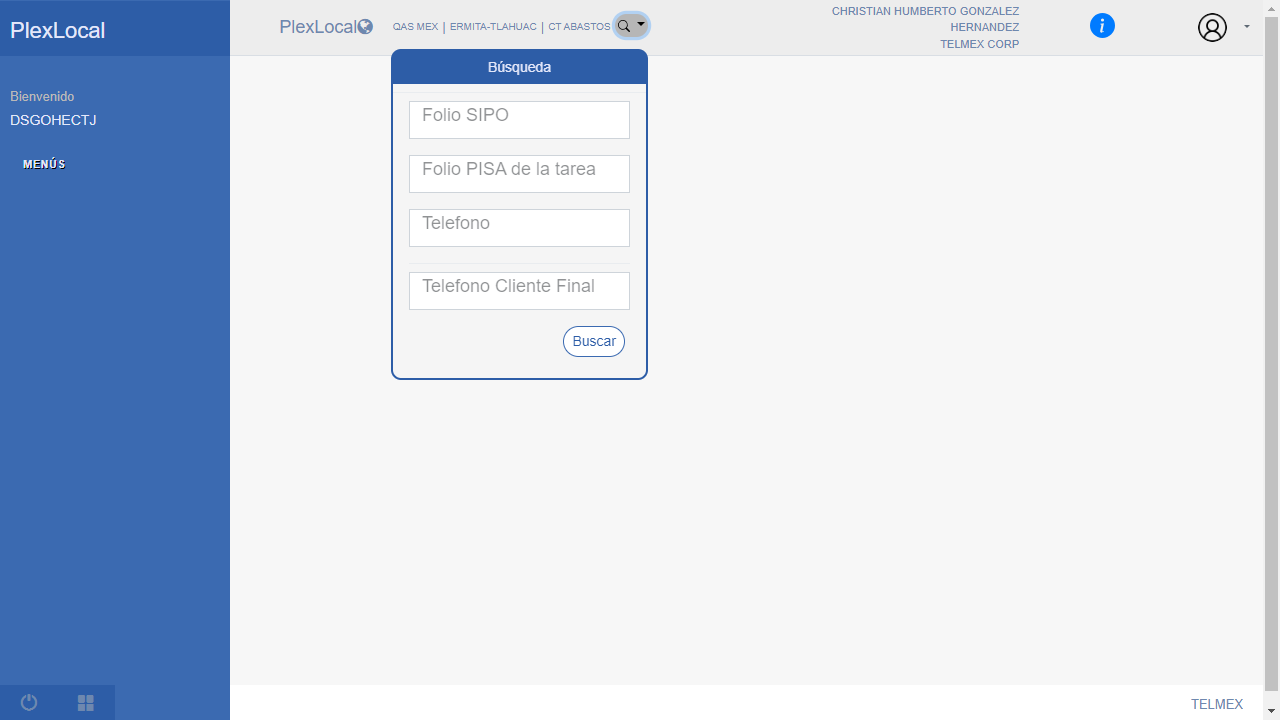 PlexLocal
Bienvenido
DSGOHECTJ
MENÚS
PlexLocal
QAS MEX | ERMITA-TLAHUAC | CT ABASTOS
CHRISTIAN HUMBERTO GONZALEZ
HERNANDEZ
TELMEX CORP
i
Búsqueda
Folio SIPO
Folio PISA de la tarea
Telefono
Telefono Cliente Final
Buscar
TELMEX